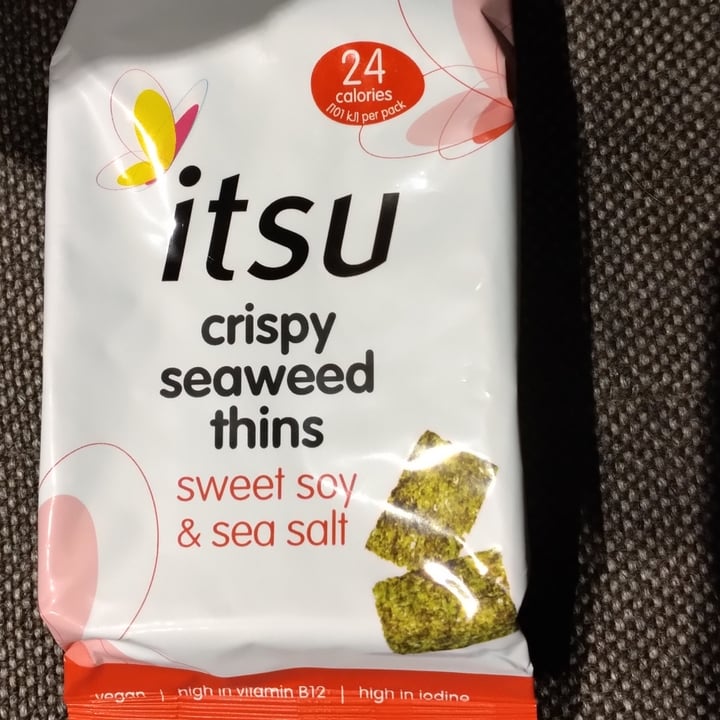 24
calories
[101 kJ] per pack
itsu
crispy
seaweed
thins
sweet soy
& sea salt
vegan | high in vitamin B12 | high in iodine